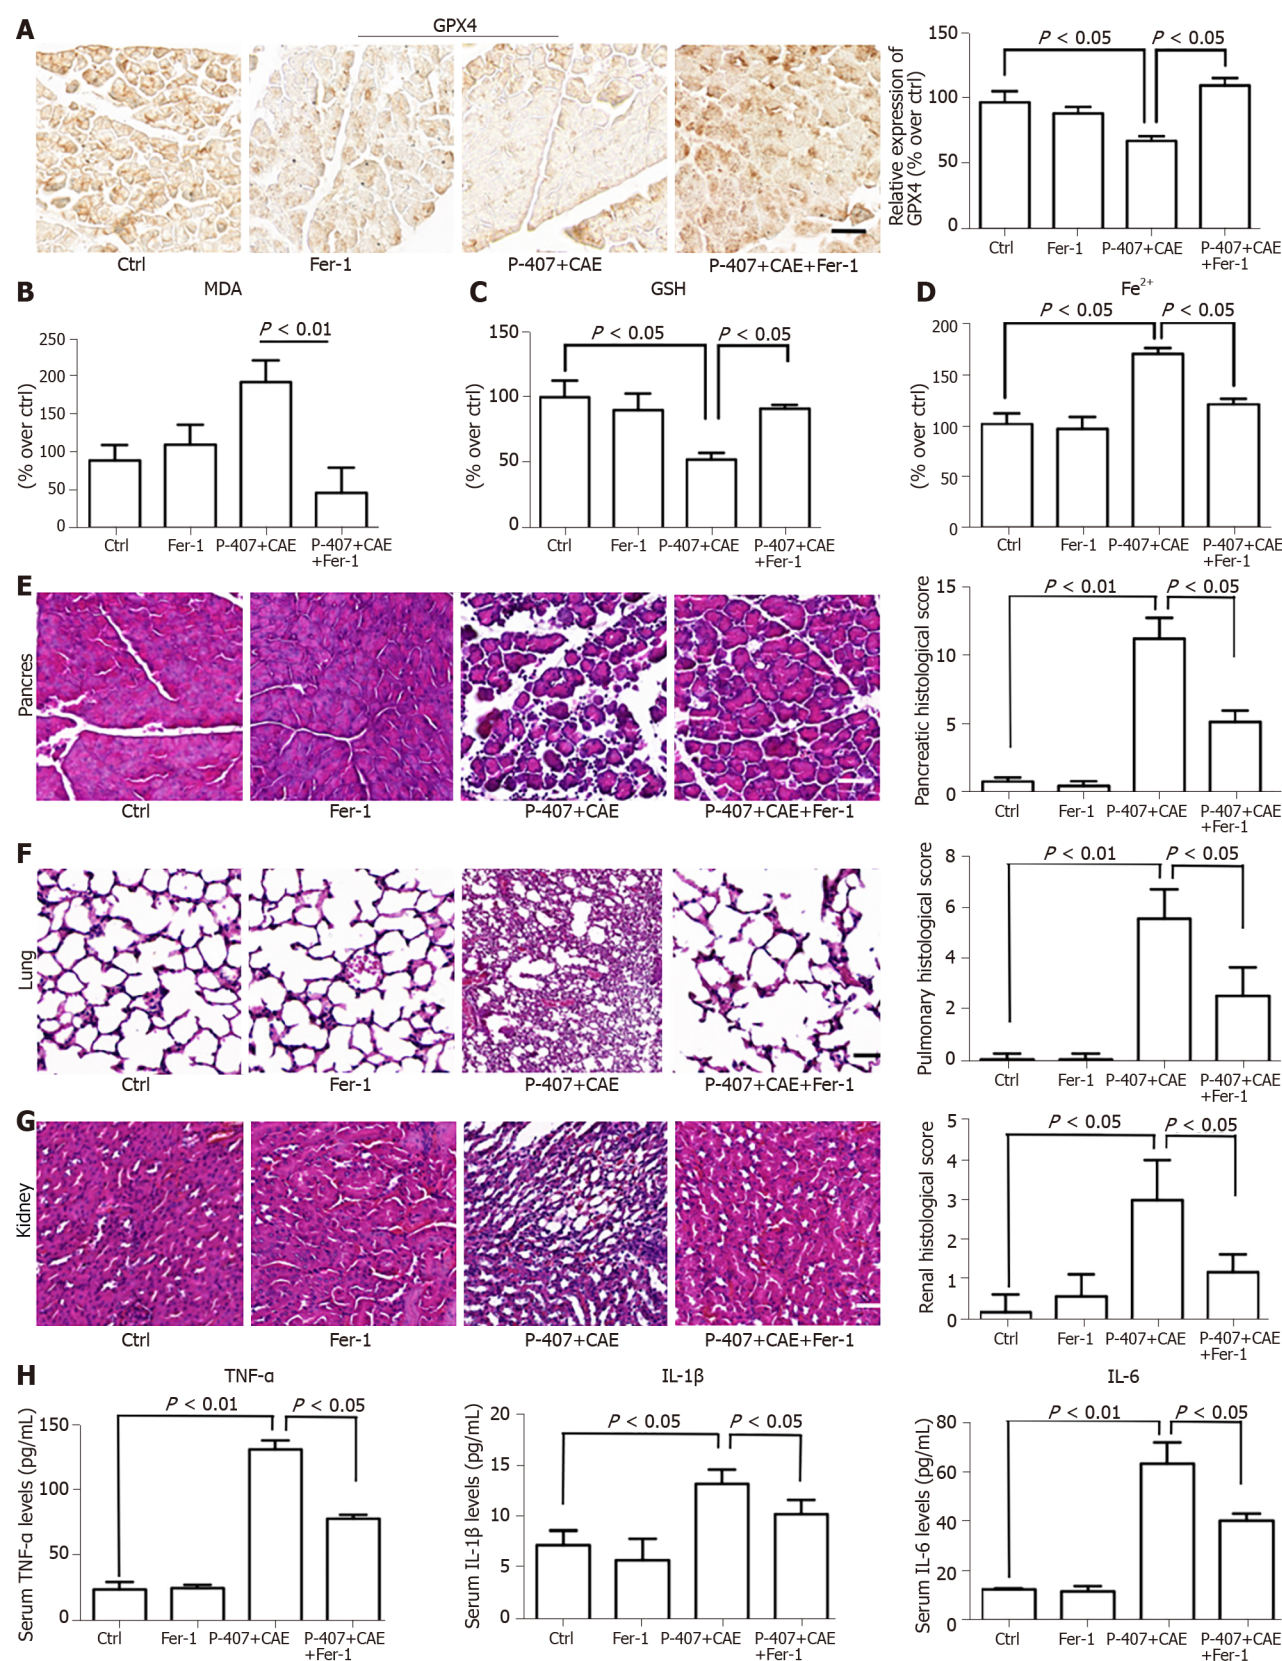 A
GPX4
Ctrl
Fer-1
P-407+CAE
P-407+CAE+Fer-1
Relative expression of
GPX4 (% over ctrl)
150
100
50
0
P < 0.05
P < 0.05
Ctrl
Fer-1
P-407+CAE
P-407+CAE
+Fer-1
B
MDA
(% over ctrl)
250
200
150
100
50
0
P < 0.01
Ctrl
Fer-1
P-407+CAE
P-407+CAE
+Fer-1
C
GSH
(% over ctrl)
150
100
50
0
P < 0.05
P < 0.05
Ctrl
Fer-1
P-407+CAE
P-407+CAE
+Fer-1
D
Fe2+
(% over ctrl)
200
150
100
50
0
P < 0.05
P < 0.05
Ctrl
Fer-1
P-407+CAE
P-407+CAE
+Fer-1
E
Pancres
Ctrl
Fer-1
P-407+CAE
P-407+CAE+Fer-1
Pancreatic histological score
15
10
5
0
P < 0.01
P < 0.05
Ctrl
Fer-1
P-407+CAE
P-407+CAE
+Fer-1
F
Lung
Ctrl
Fer-1
P-407+CAE
P-407+CAE+Fer-1
Pulmonary histological score
8
6
4
2
0
P < 0.01
P < 0.05
Ctrl
Fer-1
P-407+CAE
P-407+CAE
+Fer-1
G
Kidney
Ctrl
Fer-1
P-407+CAE
P-407+CAE+Fer-1
Renal histological score
5
4
3
2
1
0
P < 0.05
P < 0.05
Ctrl
Fer-1
P-407+CAE
P-407+CAE
+Fer-1
H
TNF-α
Serum TNF-α levels (pg/mL)
150
100
50
0
P < 0.01
P < 0.05
Ctrl
Fer-1
P-407+CAE
P-407+CAE
+Fer-1
IL-1β
Serum IL-1β levels (pg/mL)
20
15
10
5
0
P < 0.05
P < 0.05
Ctrl
Fer-1
P-407+CAE
P-407+CAE
+Fer-1
IL-6
Serum IL-6 levels (pg/mL)
80
60
40
20
0
P < 0.01
P < 0.05
Ctrl
Fer-1
P-407+CAE
P-407+CAE
+Fer-1